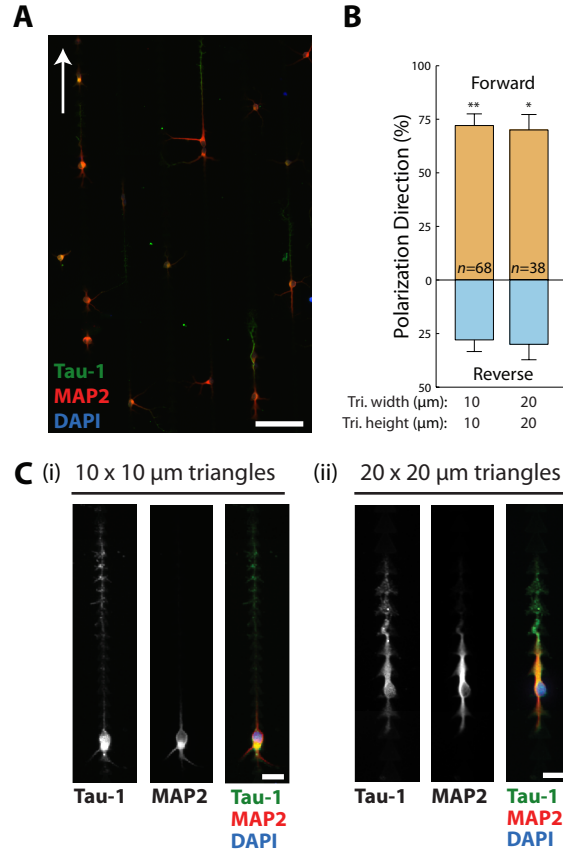 A
Tau-1
MAP2
DAPI
B
Polarization Direction (%)
100
75
50
25
0
25
50
Forward
** *
n=68 n=38
Reverse
Tri. width (μm): 10 20
Tri. height (μm): 10 20
C (i) 10 x 10 μm triangles
Tau-1 MAP2 Tau-1
MAP2
DAPI
(ii) 20 x 20 μm triangles
Tau-1 MAP2 Tau-1
MAP2
DAPI